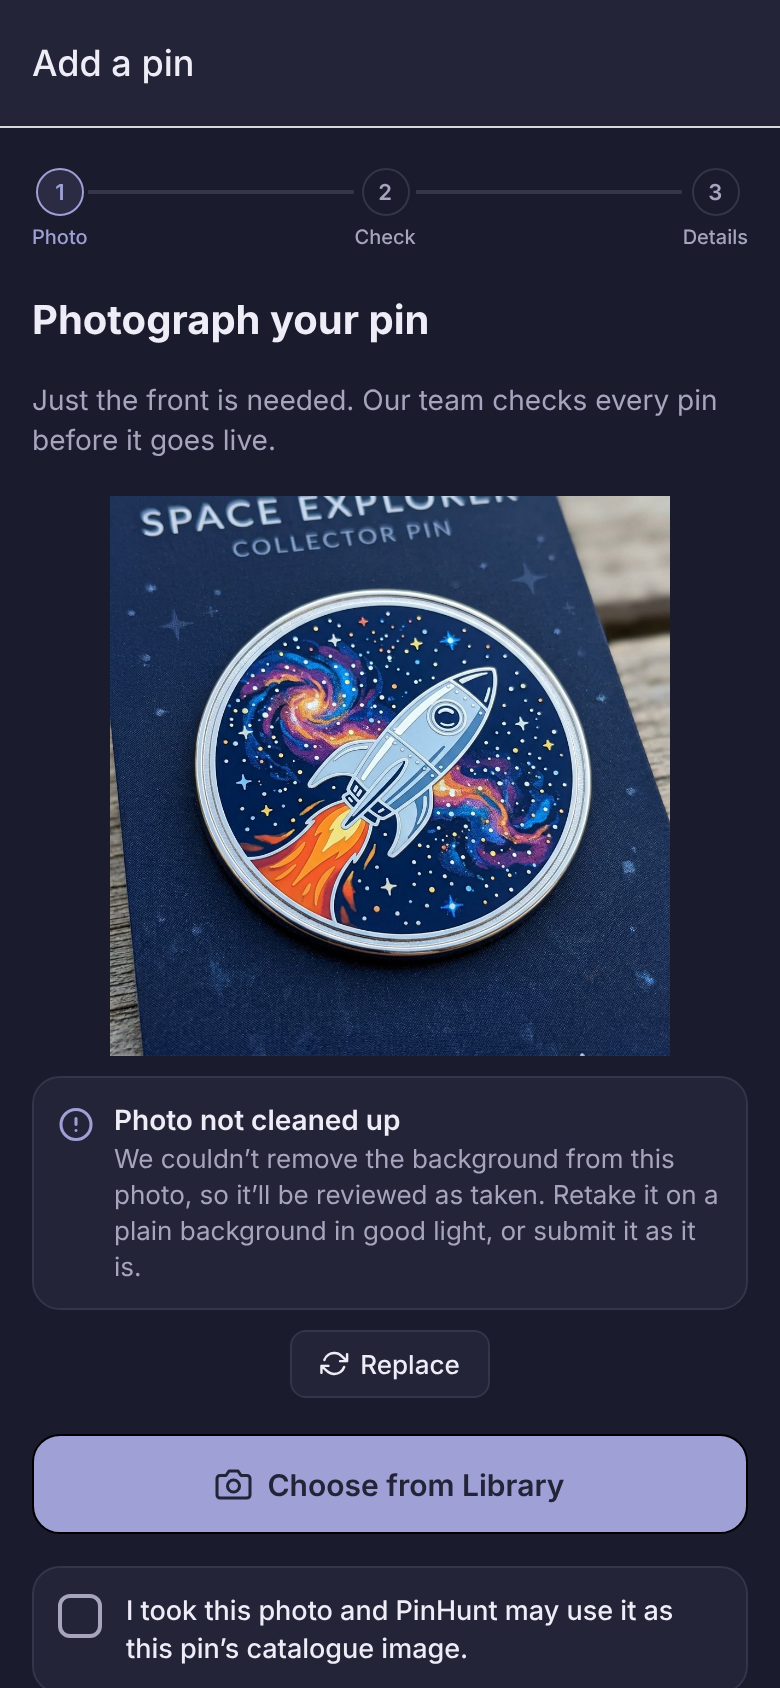 Add a pin
1
2
3
Photo
Check
Details
Photograph your pin
Just the front is needed. Our team checks every pin
before it goes live.
SPACE EXPLORER
COLLECTOR PIN
Photo not cleaned up
We couldn’t remove the background from this
photo, so it’ll be reviewed as taken. Retake it on a
plain background in good light, or submit it as it
is.
Replace
Choose from Library
I took this photo and PinHunt may use it as
this pin’s catalogue image.